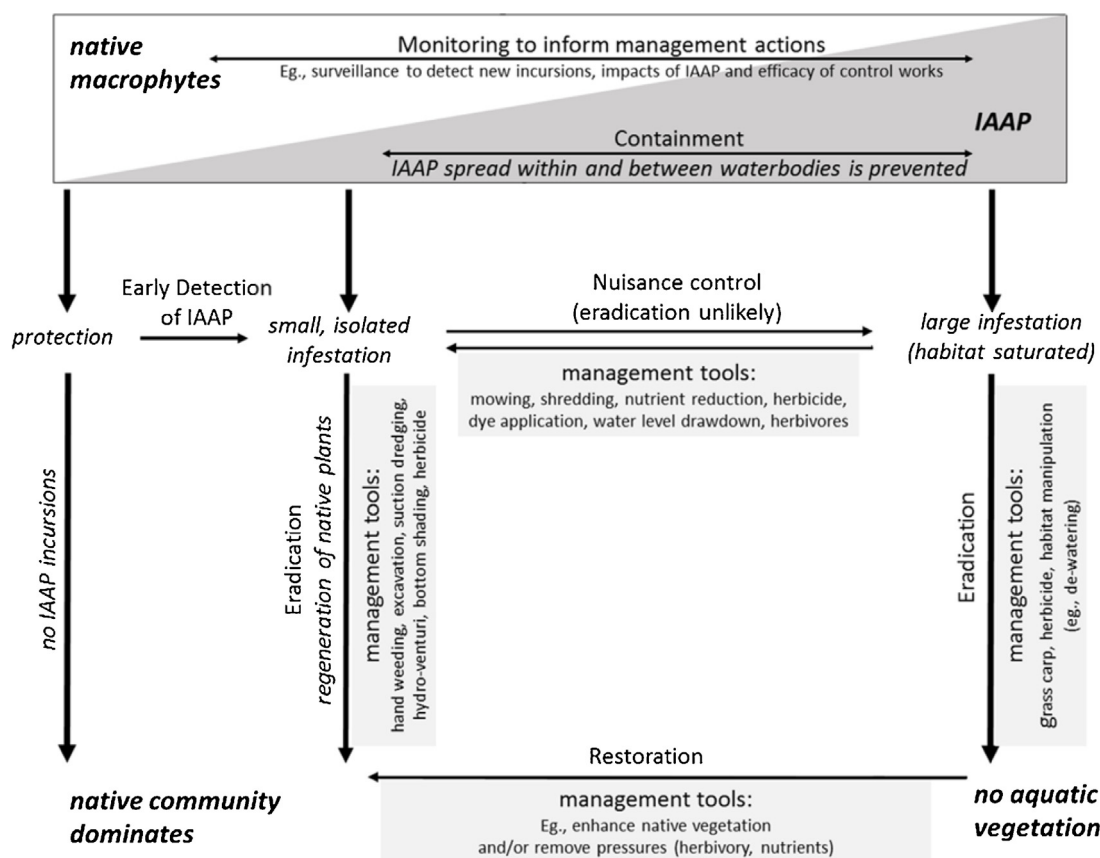 native
macrophytes
Monitoring to inform management actions
Eg., surveillance to detect new incursions, impacts of IAAP and efficacy of control works
IAAP
Containment
IAAP spread within and between waterbodies is prevented
protection
Early Detection
of IAAP
small, isolated
infestation
Nuisance control
(eradication unlikely)
large infestation
(habitat saturated)
management tools:
mowing, shredding, nutrient reduction, herbicide,
dye application, water level drawdown, herbivores
no IAAP incursions
Eradication
regeneration of native plants
management tools:
hand weeding, excavation, suction dredging,
hydro-venturi, bottom shading, herbicide
Eradication
management tools:
grass carp, herbicide, habitat manipulation
(eg., de-watering)
native community
dominates
Restoration
management tools:
Eg., enhance native vegetation
and/or remove pressures (herbivory, nutrients)
no aquatic
vegetation